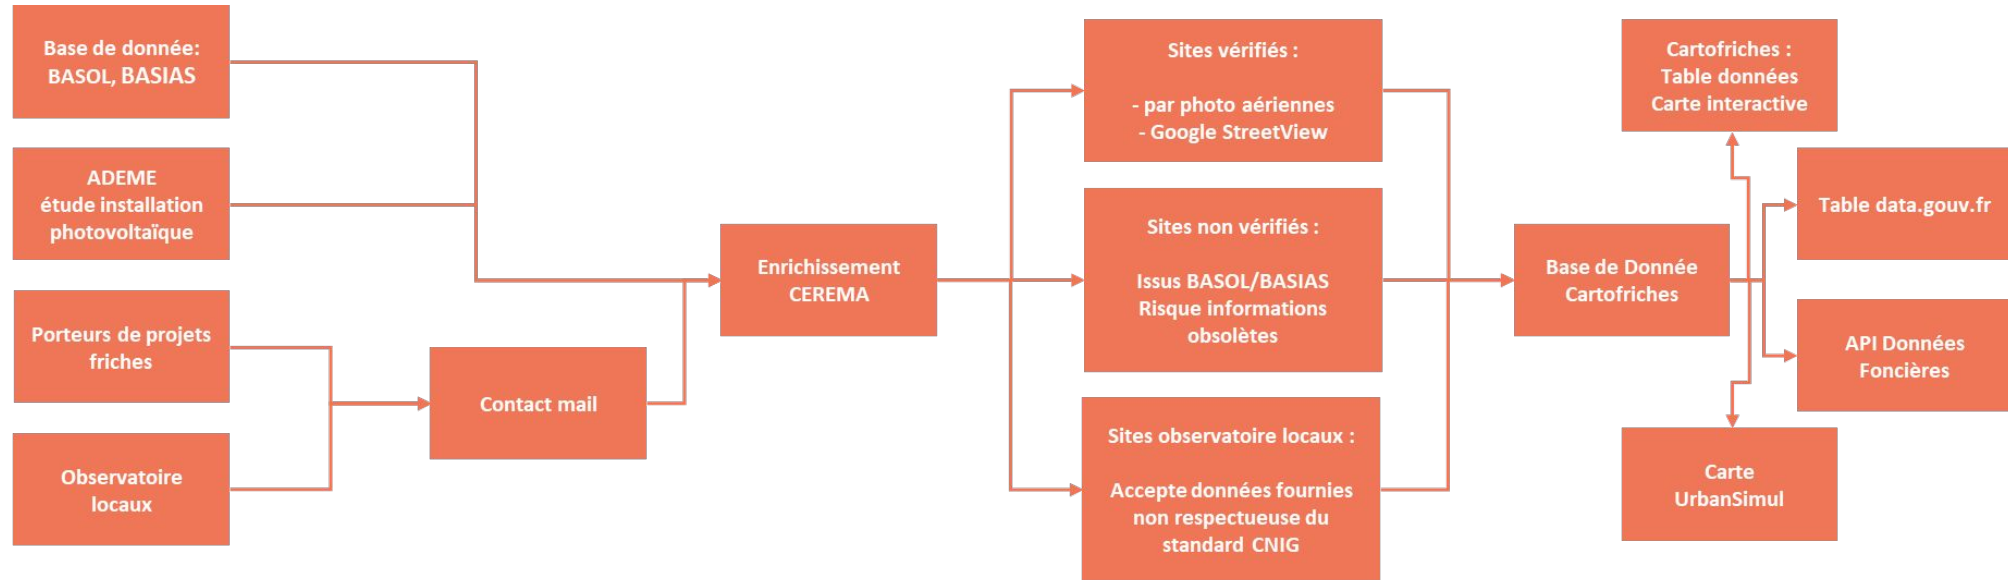 Base de donnée:
BASOL, BASIAS
ADEME
étude installation
photovoltaïque
Porteurs de projets
friches
Observatoire
locaux
Contact mail
Enrichissement
CEREMA
Sites vérifiés :
- par photo aériennes
- Google StreetView
Sites non vérifiés :
Issus BASOL/BASIAS
Risque informations
obsolètes
Sites observatoire locaux :
Accepte données fournies
non respectueuse du
standard CNIG
Base de Donnée
Cartofriches
Cartofriches :
Table données
Carte interactive
Table data.gouv.fr
API Données
Foncières
Carte
UrbanSimul